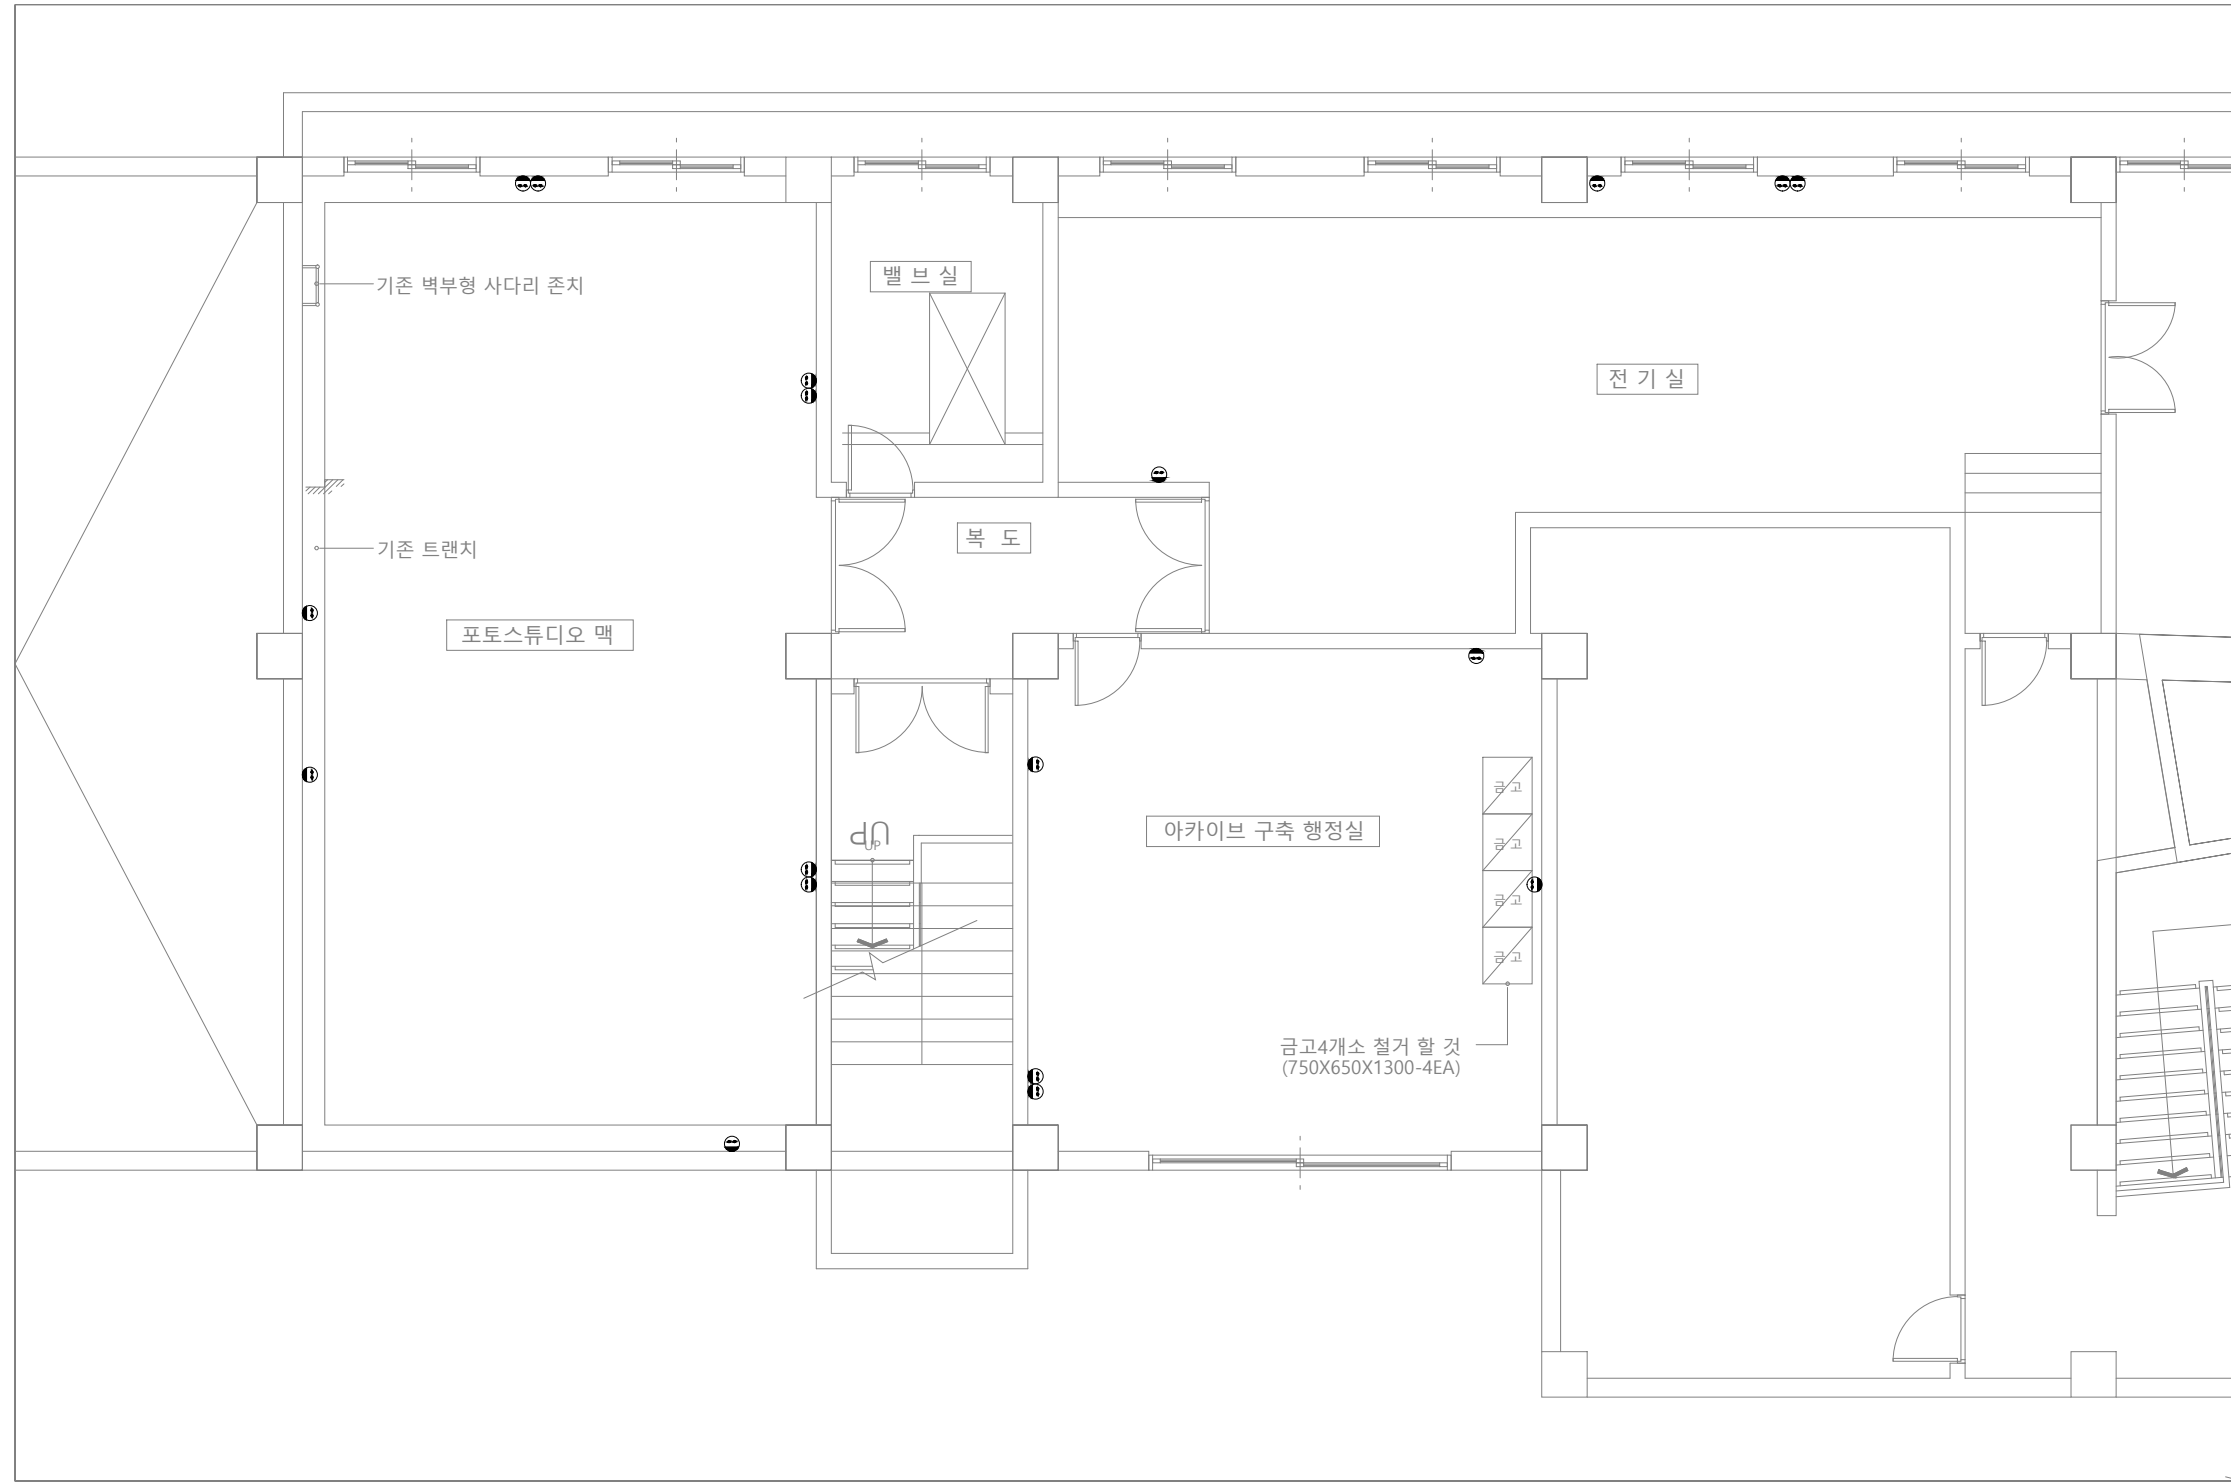 밸 브 실
기존 벽부형 사다리 존치
전 기 실
복 도
기존 트랜치
포토스튜디오 맥
아카이브 구축 행정실
UP
UP
금고
금고
금고
금고
금고4개소 철거 할 것
(750X650X1300-4EA)